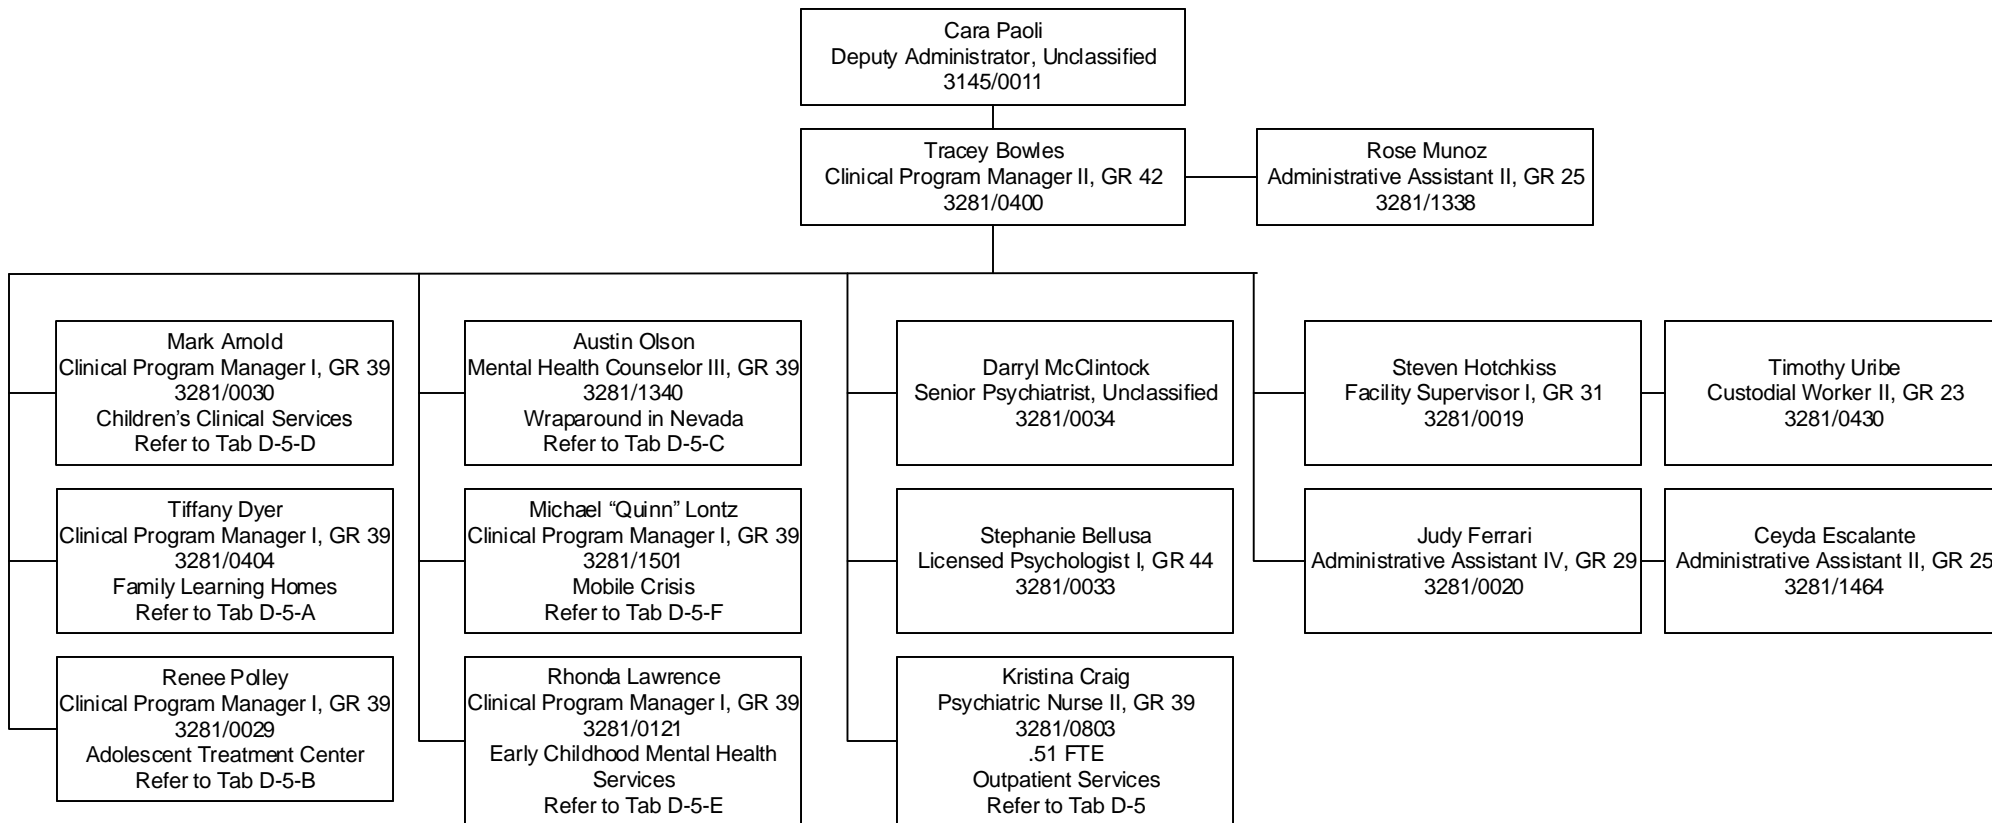 Cara Paoli
Deputy Administrator, Unclassified
3145/0011
Tracey Bowles
Clinical Program Manager II, GR 42
3281/0400
Rose Munoz
Administrative Assistant II, GR 25
3281/1338
Mark Arnold
Clinical Program Manager I, GR 39
3281/0030
Children’s Clinical Services
Refer to Tab D-5-D
Austin Olson
Mental Health Counselor III, GR 39
3281/1340
Wraparound in Nevada
Refer to Tab D-5-C
Darryl McClintock
Senior Psychiatrist, Unclassified
3281/0034
Steven Hotchkiss
Facility Supervisor I, GR 31
3281/0019
Timothy Uribe
Custodial Worker II, GR 23
3281/0430
Tiffany Dyer
Clinical Program Manager I, GR 39
3281/0404
Family Learning Homes
Refer to Tab D-5-A
Michael “Quinn” Lontz
Clinical Program Manager I, GR 39
3281/1501
Mobile Crisis
Refer to Tab D-5-F
Stephanie Bellusa
Licensed Psychologist I, GR 44
3281/0033
Judy Ferrari
Administrative Assistant IV, GR 29
3281/0020
Ceyda Escalante
Administrative Assistant II, GR 25
3281/1464
Renee Polley
Clinical Program Manager I, GR 39
3281/0029
Adolescent Treatment Center
Refer to Tab D-5-B
Rhonda Lawrence
Clinical Program Manager I, GR 39
3281/0121
Early Childhood Mental Health
Services
Refer to Tab D-5-E
Kristina Craig
Psychiatric Nurse II, GR 39
3281/0803
.51 FTE
Outpatient Services
Refer to Tab D-5